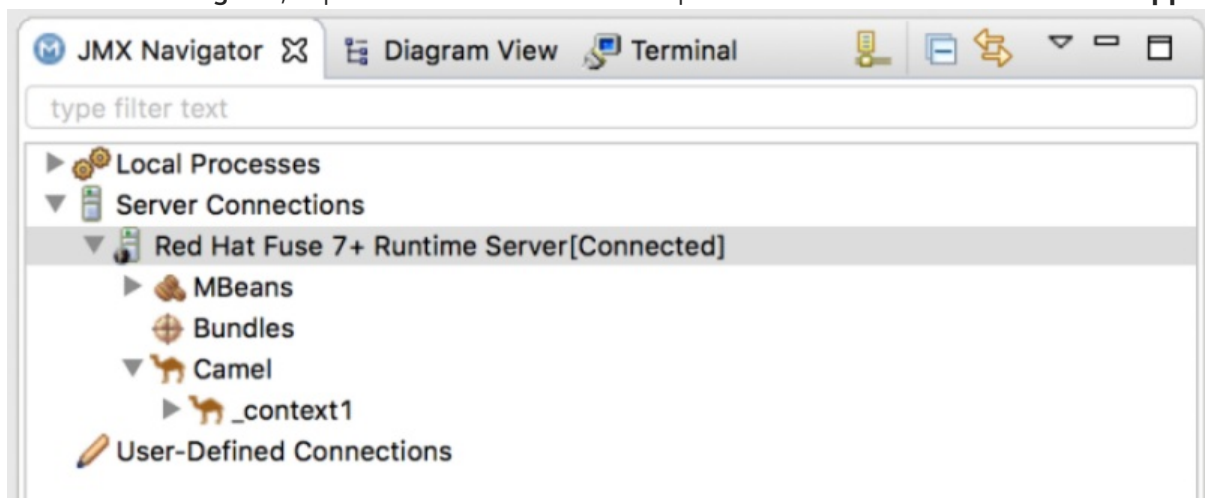 JMX Navigator Diagram View Terminal
type filter text
Local Processes
Server Connections
Red Hat Fuse 7+ Runtime Server[Connected]
MBeans
Bundles
Camel
_context1
User-Defined Connections